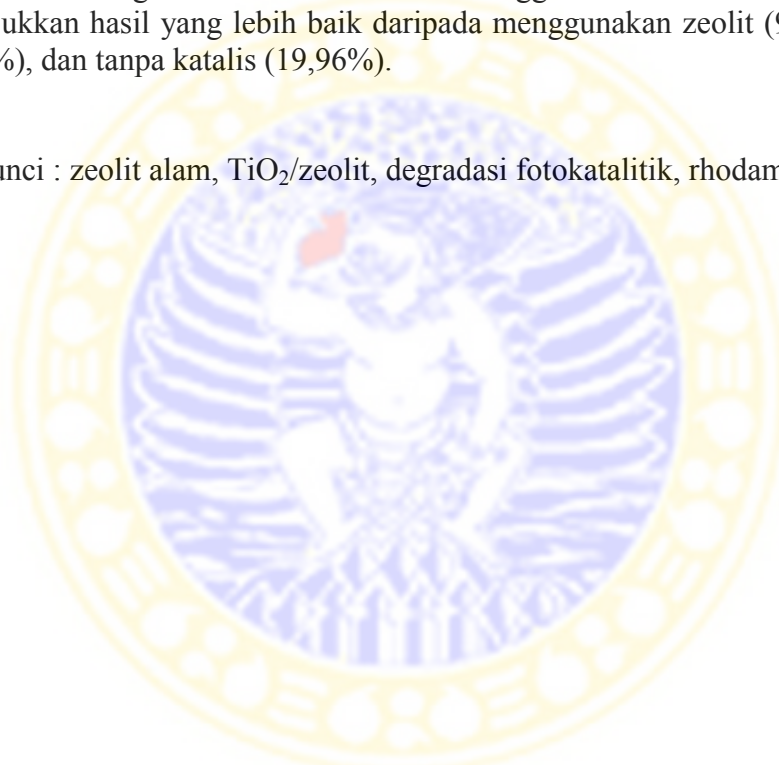 ukkan hasil yang lebih baik daripada menggunakan zeolit (9
%), dan tanpa katalis (19,96%).
unci : zeolit alam, TiO₂/zeolit, degradasi fotokatalitik, rhodam